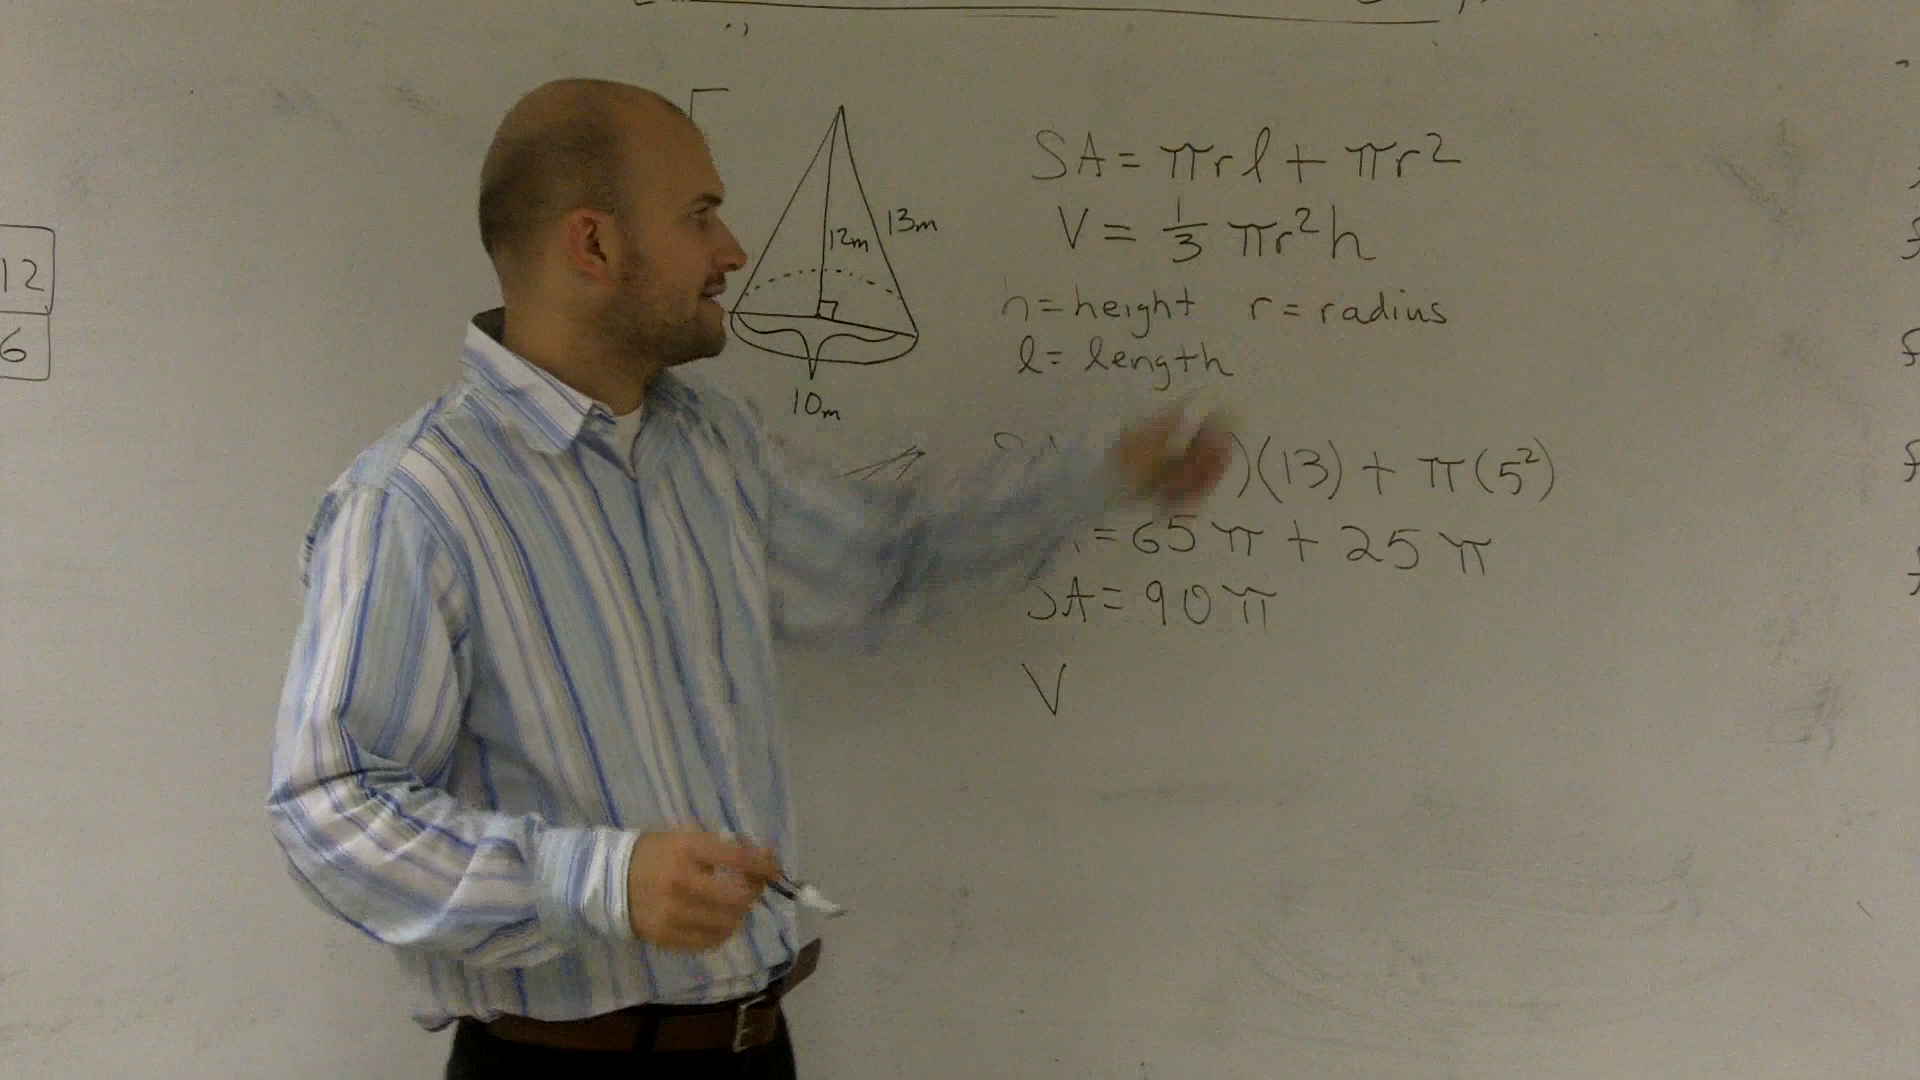 12
6
12m
13m
10m
SA = πrl + πr²
V = 1/3 πr²h
h = height r = radius
l = length
)(13) + π(5²)
= 65π + 25π
SA = 90π
V